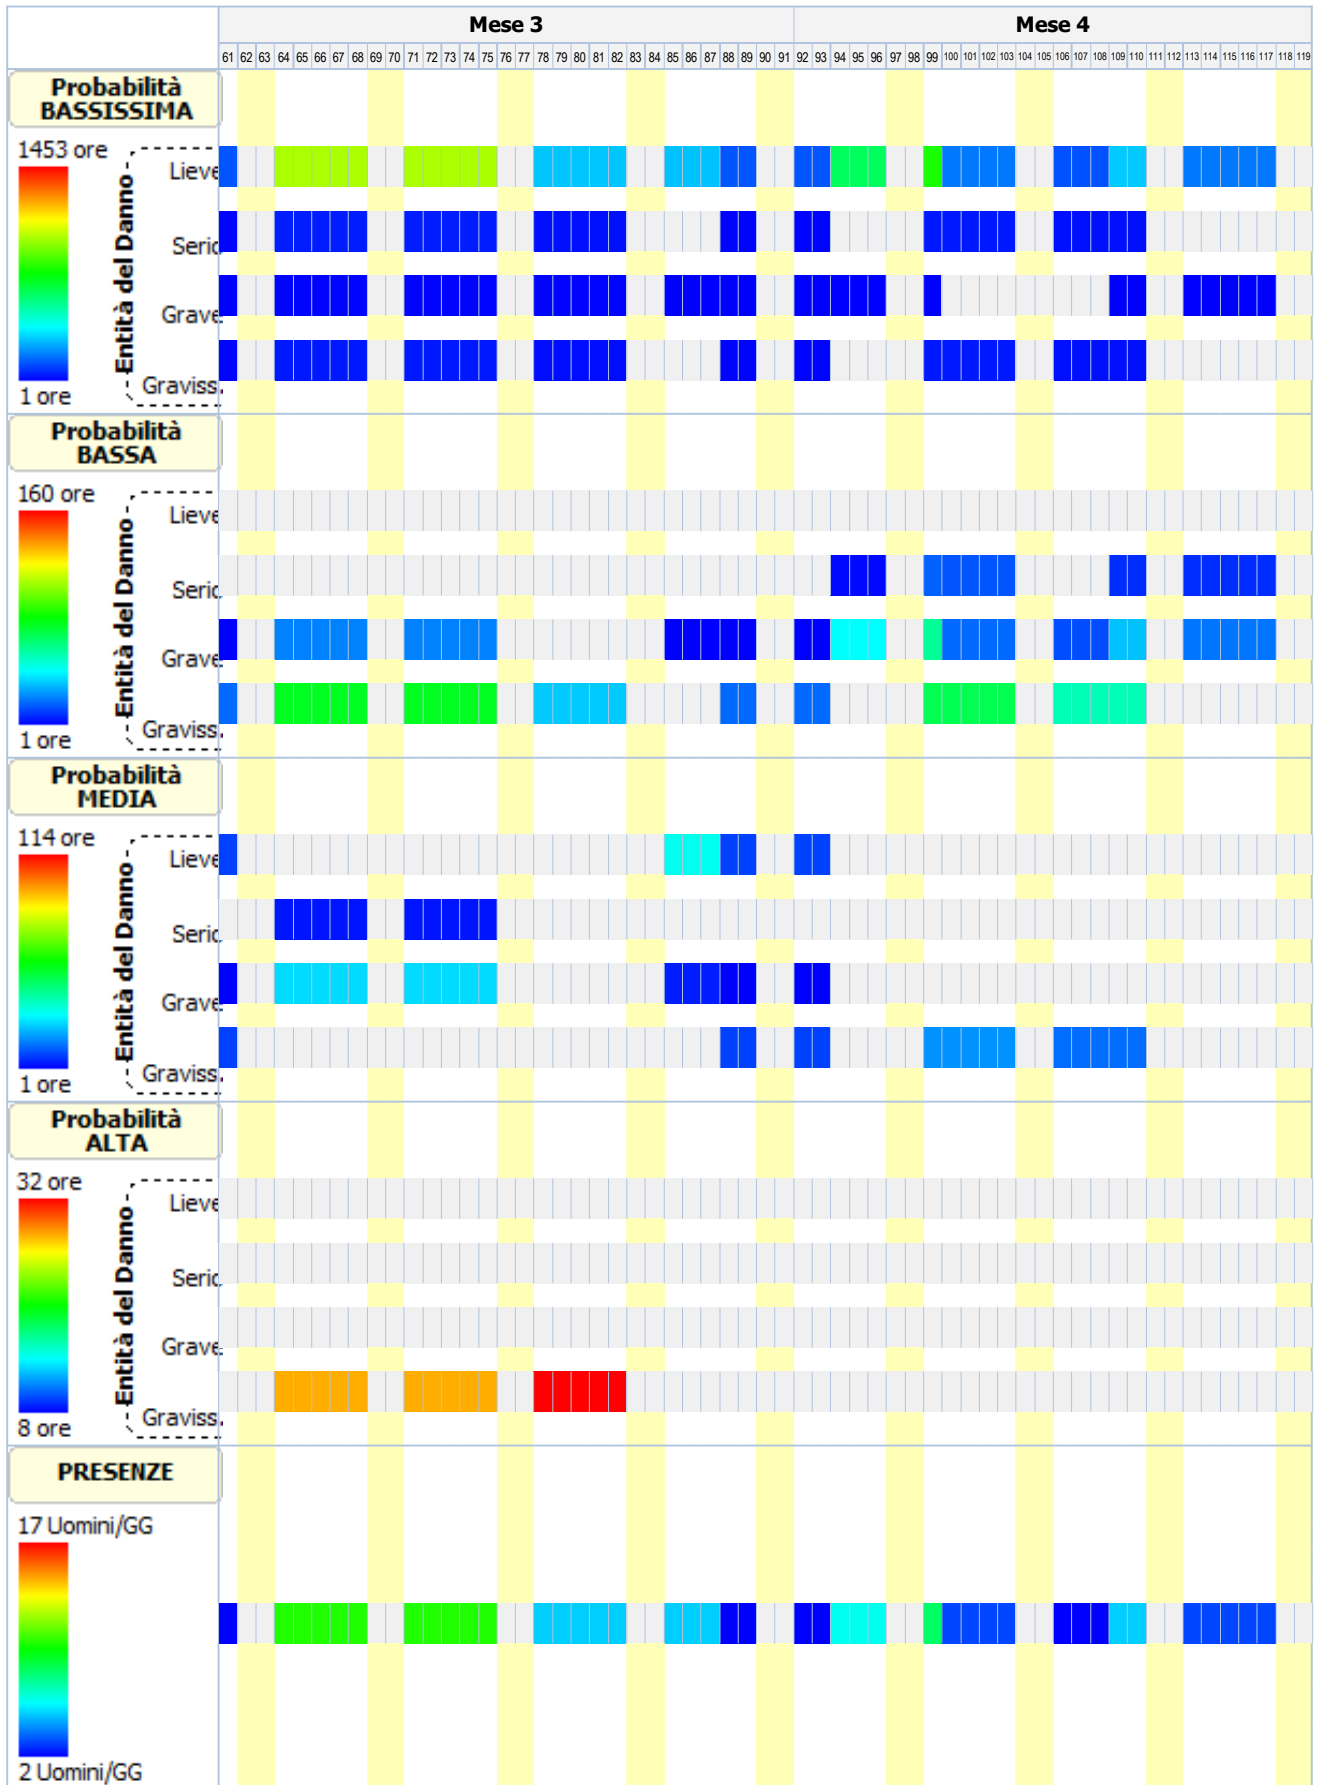 Mese 3 Mese 4
61 62 63 64 65 66 67 68 69 70 71 72 73 74 75 76 77 78 79 80 81 82 83 84 85 86 87 88 89 90 91 92 93 94 95 96 97 98 99 100 101 102 103 104 105 106 107 108 109 110 111 112 113 114 115 116 117 118 119
Probabilità
BASSISSIMA
1453 ore
Entità del Danno
Lieve
Serio
Grave
Graviss.
1 ore
Probabilità
BASSA
160 ore
Entità del Danno
Lieve
Serio
Grave
Graviss.
1 ore
Probabilità
MEDIA
114 ore
Entità del Danno
Lieve
Serio
Grave
Graviss.
1 ore
Probabilità
ALTA
32 ore
Entità del Danno
Lieve
Serio
Grave
Graviss.
8 ore
PRESENZE
17 Uomini/GG
2 Uomini/GG